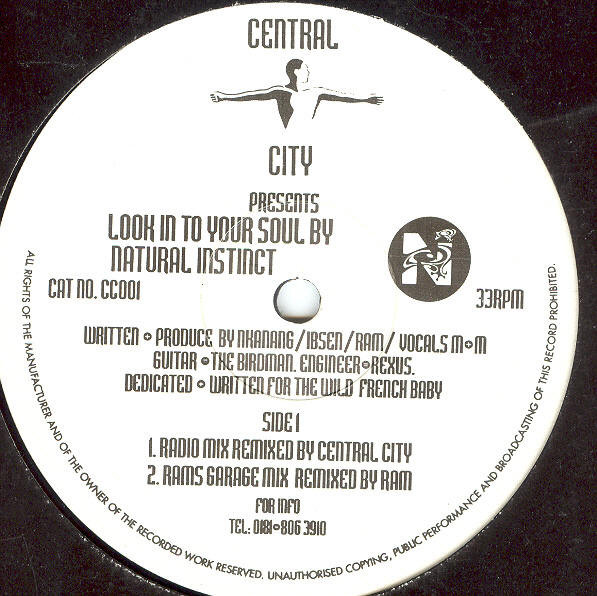 CENTRAL
CITY
PRESENTS
LOOK IN TO YOUR SOUL BY
NATURAL INSTINCT
N
CAT NO. CC001
33RPM
WRITTEN • PRODUCE BY NKANANG/IBSEN/RAM/ VOCALS M•M
GUITAR •THE BIRDMAN. ENGINEER•REXUS.
DEDICATED • WRITTEN FOR THE WILD FRENCH BABY
SIDE 1
1. RADIO MIX REMIXED BY CENTRAL CITY
2. RAMS GARAGE MIX REMIXED BY RAM
FOR INFO
TEL: 0181•806 3910
ALL RIGHTS OF THE MANUFACTURER AND OF THE OWNER OF THE RECORDED WORK RESERVED. UNAUTHORISED COPYING, PUBLIC PERFORMANCE AND BROADCASTING OF THIS RECORD PROHIBITED.